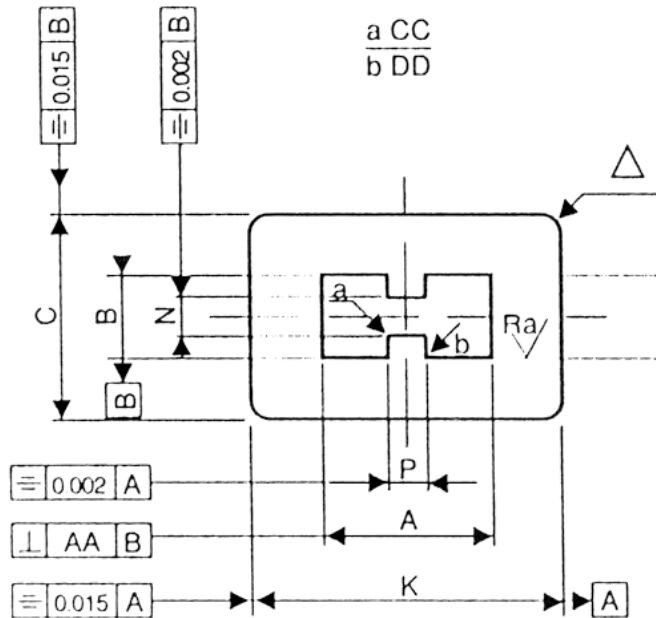 a CC
b DD
⌯ 0.015 B
⌯ 0.002 B
C
B
N
B
a
b
Ra
P
⌯ 0.002 A
A
⊥ AA B
K
⌯ 0.015 A
A